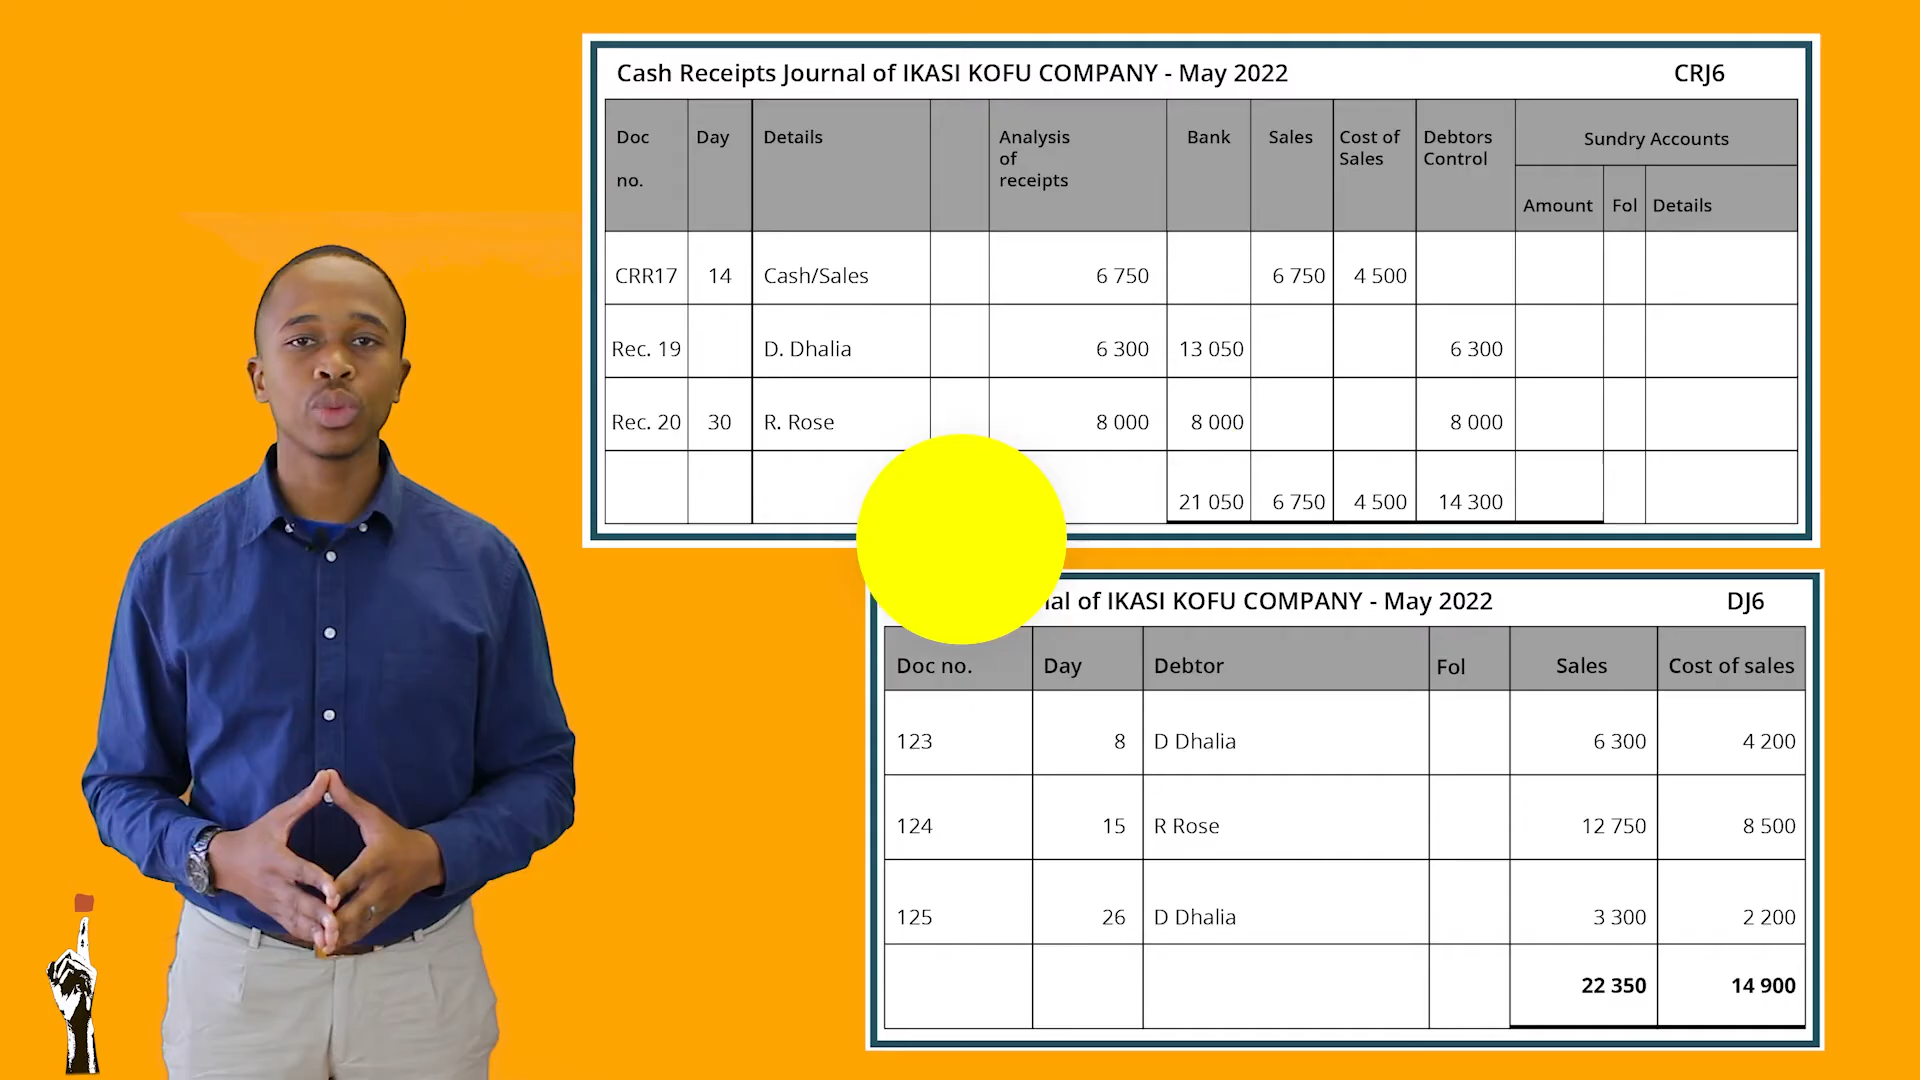 Cash Receipts Journal of IKASI KOFU COMPANY - May 2022 CRJ6
Doc no. Day Details Analysis of receipts Bank Sales Cost of Sales Debtors Control Sundry Accounts
Amount Fol Details
CRR17 14 Cash/Sales 6 750 6 750 4 500
Rec. 19 D. Dhalia 6 300 13 050 6 300
Rec. 20 30 R. Rose 8 000 8 000 8 000
21 050 6 750 4 500 14 300
of IKASI KOFU COMPANY - May 2022 DJ6
Doc no. Day Debtor Fol Sales Cost of sales
123 8 D Dhalia 6 300 4 200
124 15 R Rose 12 750 8 500
125 26 D Dhalia 3 300 2 200
22 350 14 900